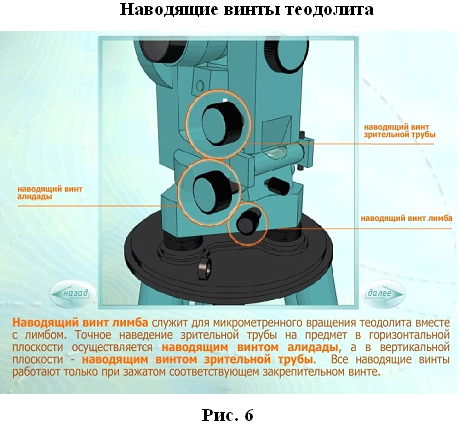 Наводящие винты теодолита
наводящий винт
зрительной трубы
наводящий винт
алидады
наводящий винт лимба
назад
далее
Наводящий винт лимба служит для микрометренного вращения теодолита вместе
с лимбом. Точное наведение зрительной трубы на предмет в горизонтальной
плоскости осуществляется наводящим винтом алидады, а в вертикальной
плоскости - наводящим винтом зрительной трубы. Все наводящие винты
работают только при зажатом соответствующем закрепительном винте.
Рис. 6